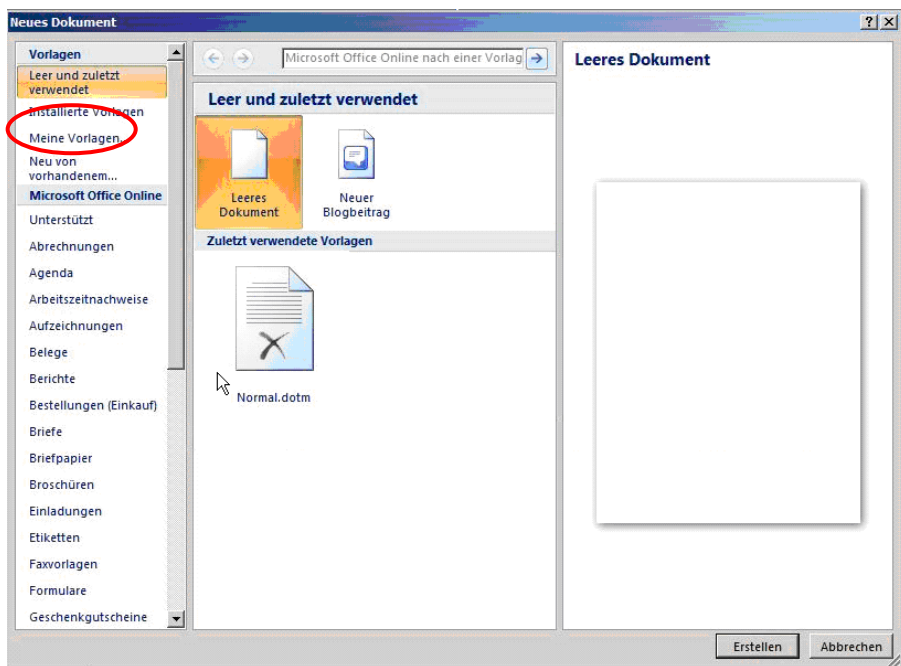 Neues Dokument
Vorlagen
Leer und zuletzt
verwendet
Installierte Vorlagen
Meine Vorlagen...
Neu von
vorhandenem...
Microsoft Office Online
Unterstützt
Abrechnungen
Agenda
Arbeitszeitnachweise
Aufzeichnungen
Belege
Berichte
Bestellungen (Einkauf)
Briefe
Briefpapier
Broschüren
Einladungen
Etiketten
Faxvorlagen
Formulare
Geschenkgutscheine
Microsoft Office Online nach einer Vorlag
Leer und zuletzt verwendet
Leeres
Dokument
Neuer
Blogbeitrag
Zuletzt verwendete Vorlagen
Normal.dotm
Leeres Dokument
Erstellen
Abbrechen